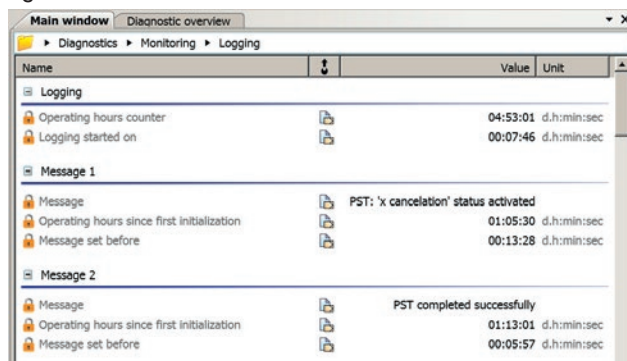 Main window Diagnostic overview
Diagnostics Monitoring Logging
Name Value Unit
Logging
Operating hours counter 04:53:01 d.h:min:sec
Logging started on 00:07:46 d.h:min:sec
Message 1
Message PST: 'x cancelation' status activated
Operating hours since first initialization 01:05:30 d.h:min:sec
Message set before 00:13:28 d.h:min:sec
Message 2
Message PST completed successfully
Operating hours since first initialization 01:13:01 d.h:min:sec
Message set before 00:05:57 d.h:min:sec